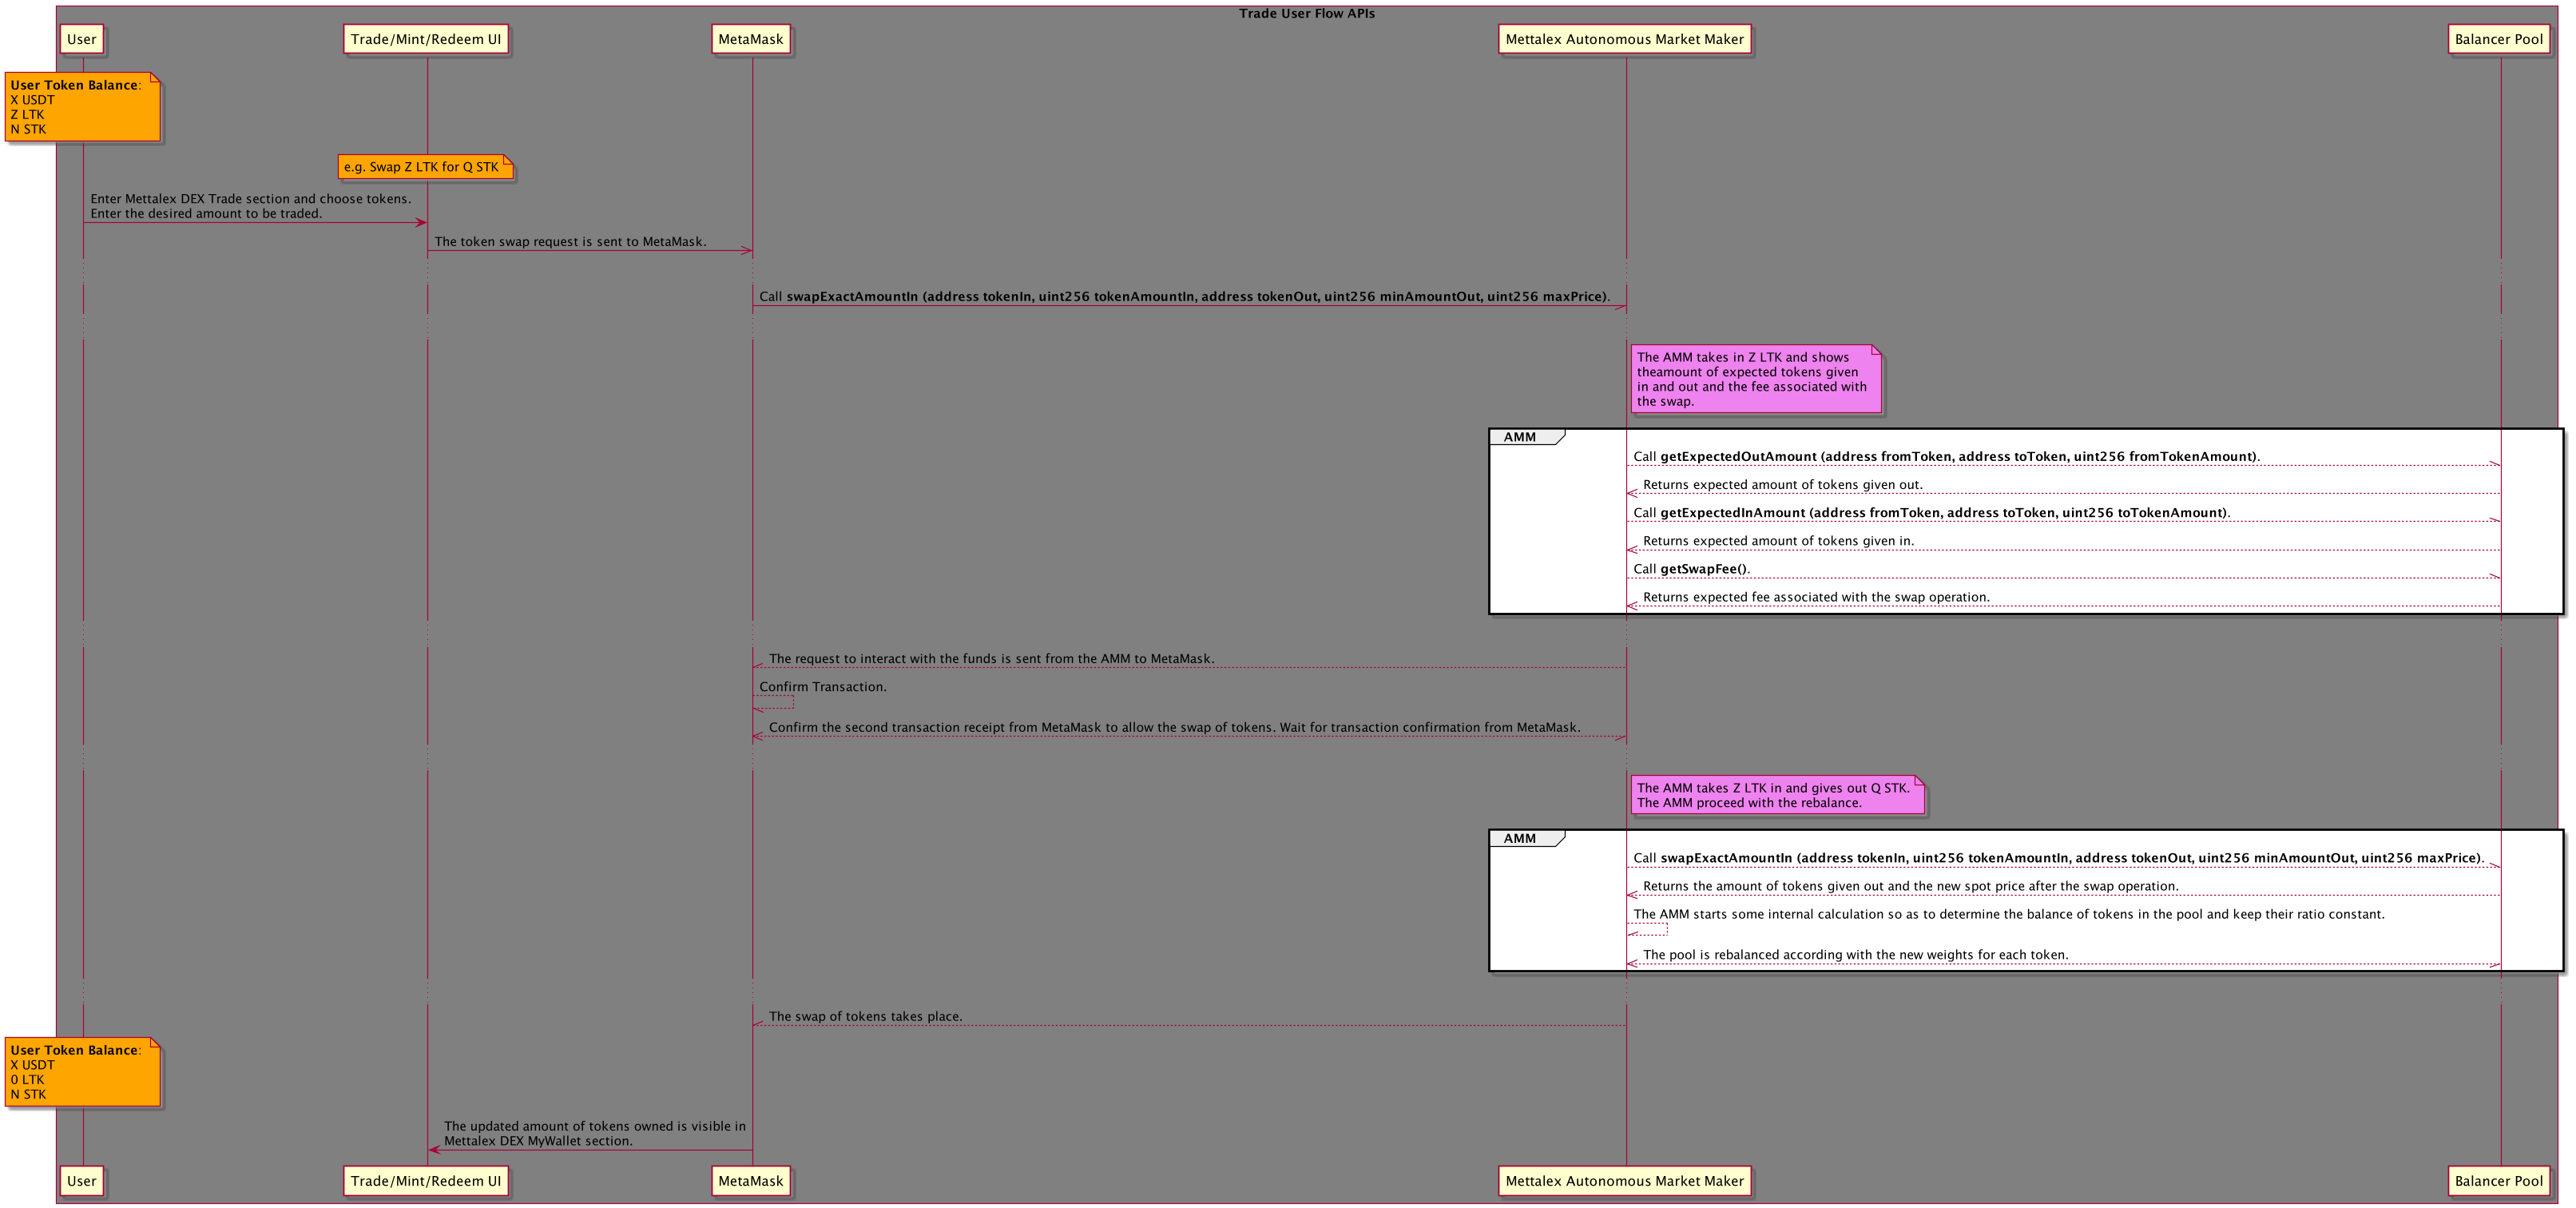 Trade User Flow APIs
User
Trade/Mint/Redeem UI
MetaMask
Mettalex Autonomous Market Maker
Balancer Pool
User Token Balance:
X USDT
Z LTK
N STK
e.g. Swap Z LTK for Q STK
Enter Mettalex DEX Trade section and choose tokens.
Enter the desired amount to be traded.
The token swap request is sent to MetaMask.
Call swapExactAmountIn (address tokenIn, uint256 tokenAmountIn, address tokenOut, uint256 minAmountOut, uint256 maxPrice).
The AMM takes in Z LTK and shows
theamount of expected tokens given
in and out and the fee associated with
the swap.
AMM
Call getExpectedOutAmount (address fromToken, address toToken, uint256 fromTokenAmount).
Returns expected amount of tokens given out.
Call getExpectedInAmount (address fromToken, address toToken, uint256 toTokenAmount).
Returns expected amount of tokens given in.
Call getSwapFee().
Returns expected fee associated with the swap operation.
The request to interact with the funds is sent from the AMM to MetaMask.
Confirm Transaction.
Confirm the second transaction receipt from MetaMask to allow the swap of tokens. Wait for transaction confirmation from MetaMask.
The AMM takes Z LTK in and gives out Q STK.
The AMM proceed with the rebalance.
AMM
Call swapExactAmountIn (address tokenIn, uint256 tokenAmountIn, address tokenOut, uint256 minAmountOut, uint256 maxPrice).
Returns the amount of tokens given out and the new spot price after the swap operation.
The AMM starts some internal calculation so as to determine the balance of tokens in the pool and keep their ratio constant.
The pool is rebalanced according with the new weights for each token.
The swap of tokens takes place.
User Token Balance:
X USDT
0 LTK
N STK
The updated amount of tokens owned is visible in
Mettalex DEX MyWallet section.
User
Trade/Mint/Redeem UI
MetaMask
Mettalex Autonomous Market Maker
Balancer Pool